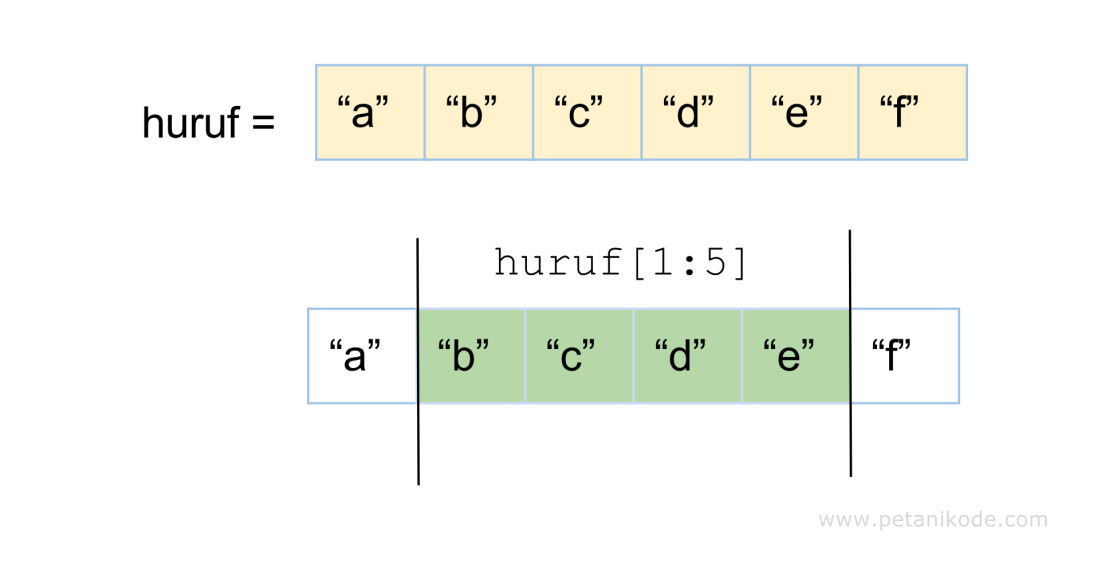 huruf = “a” “b” “c” “d” “e” “f”
huruf[1:5]
“a” “b” “c” “d” “e” “f”
www.petanikode.com